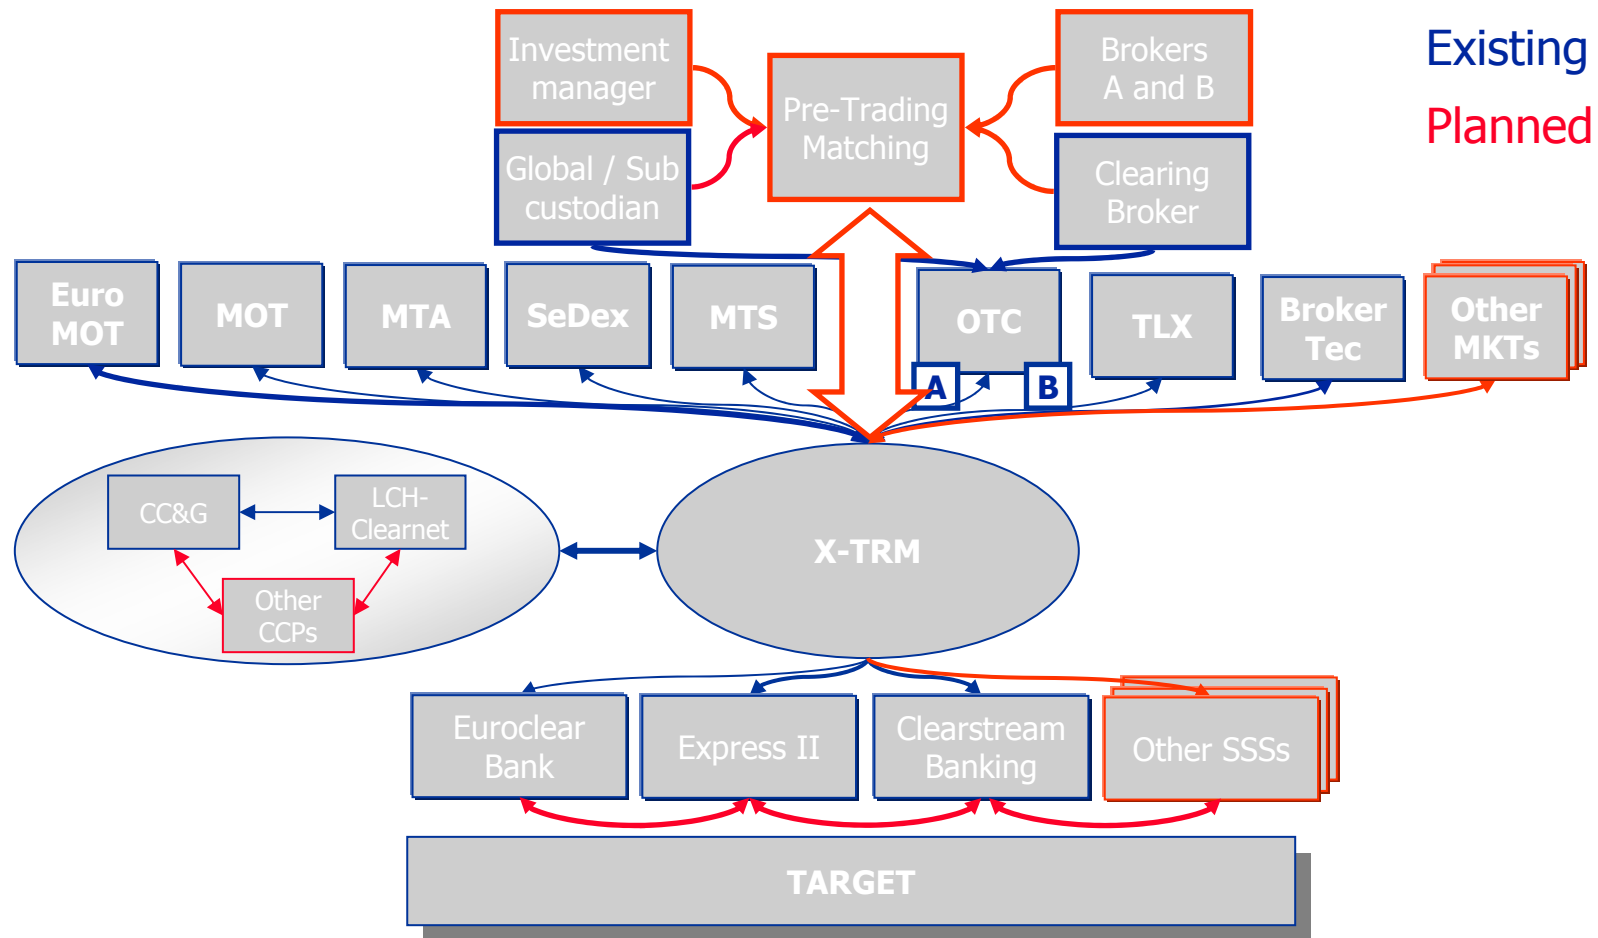 Investment
manager
Brokers
A and B
Existing
Pre-Trading
Matching
Planned
Global / Sub
custodian
Clearing
Broker
Euro
MOT
MOT
MTA
SeDex
MTS
OTC
TLX
Broker
Tec
Other
MKTs
A
B
CC&G
LCH-
Clearnet
Other
CCPs
X-TRM
Euroclear
Bank
Express II
Clearstream
Banking
Other SSSs
TARGET